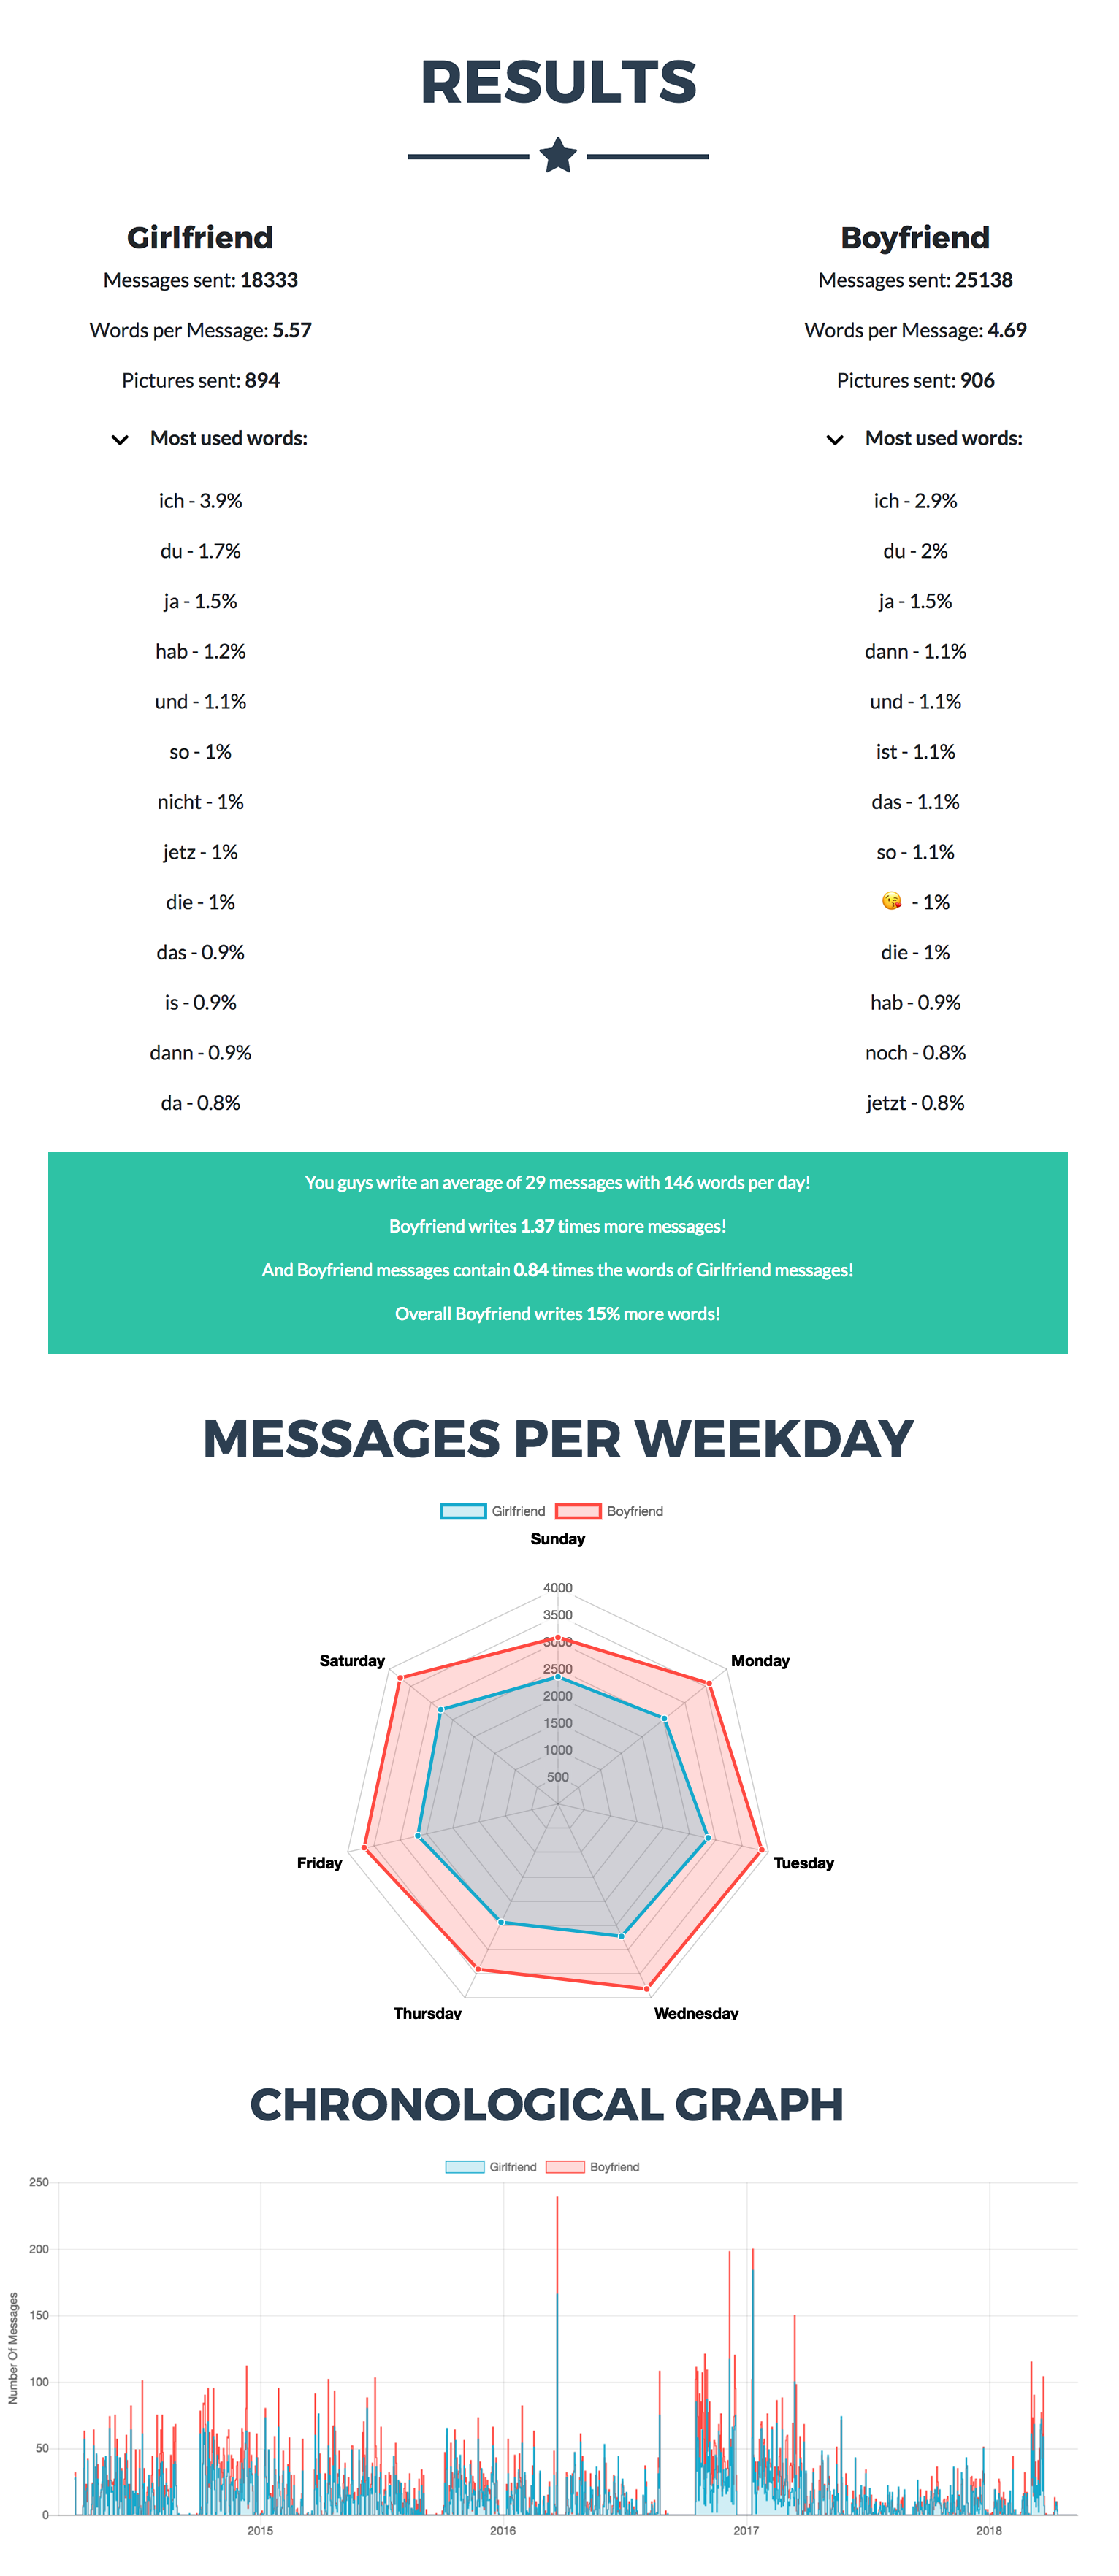 RESULTS
Girlfriend
Messages sent: 18333
Words per Message: 5.57
Pictures sent: 894
Most used words:
ich - 3.9%
du - 1.7%
ja - 1.5%
hab - 1.2%
und - 1.1%
so - 1%
nicht - 1%
jetz - 1%
die - 1%
das - 0.9%
is - 0.9%
dann - 0.9%
da - 0.8%
Boyfriend
Messages sent: 25138
Words per Message: 4.69
Pictures sent: 906
Most used words:
ich - 2.9%
du - 2%
ja - 1.5%
dann - 1.1%
und - 1.1%
ist - 1.1%
das - 1.1%
so - 1.1%
😘 - 1%
die - 1%
hab - 0.9%
noch - 0.8%
jetzt - 0.8%
You guys write an average of 29 messages with 146 words per day!
Boyfriend writes 1.37 times more messages!
And Boyfriend messages contain 0.84 times the words of Girlfriend messages!
Overall Boyfriend writes 15% more words!
MESSAGES PER WEEKDAY
Girlfriend Boyfriend
Sunday
4000
3500
3000
2500
2000
1500
1000
500
Saturday
Monday
Friday
Tuesday
Thursday
Wednesday
CHRONOLOGICAL GRAPH
Girlfriend Boyfriend
Number Of Messages
250
200
150
100
50
0
2015 2016 2017 2018